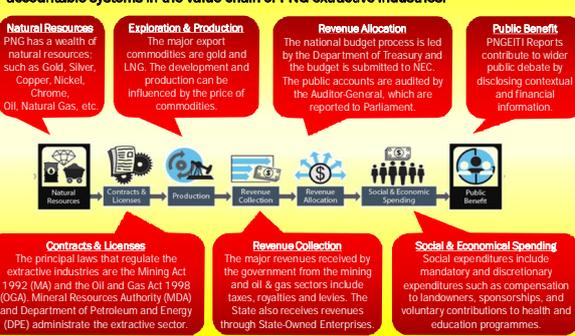 accountable systems in the value chain of PNG extractive industries.
Natural Resources
PNG has a wealth of
natural resources;
such as Gold, Silver,
Copper, Nickel,
Chrome,
Oil, Natural Gas, etc.
Exploration & Production
The major export
commodities are gold and
LNG. The development and
production can be
influenced by the price of
commodities.
Revenue Allocation
The national budget process is led
by the Department of Treasury and
the budget is submitted to NEC.
The public accounts are audited by
the Auditor-General, which are
reported to Parliament.
Public Benefit
PNGEITI Reports
contribute to wider
public debate by
disclosing contextual
and financial
information.
Natural
Resources
Contracts &
Licenses
Production
Revenue
Collection
Revenue
Allocation
Social & Economic
Spending
Public
Benefit
Contracts & Licenses
The principal laws that regulate the
extractive industries are the Mining Act
1992 (MA) and the Oil and Gas Act 1998
(OGA). Mineral Resources Authority (MDA)
and Department of Petroleum and Energy
(DPE) administrate the extractive sector.
Revenue Collection
The major revenues received by
the government from the mining
and oil & gas sectors include
taxes, royalties and levies. The
State also receives revenues
through State-Owned Enterprises.
Social & Economical Spending
Social expenditures include
mandatory and discretionary
expenditures such as compensation
to landowners, sponsorships, and
voluntary contributions to health and
education programmes.